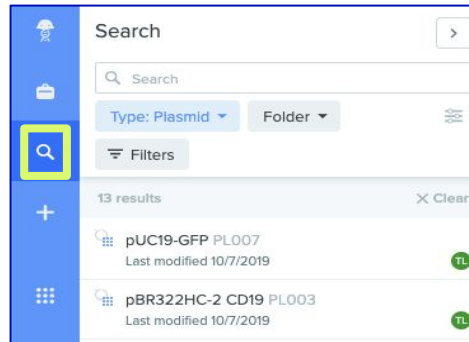 Search
Search
Type: Plasmid Folder
Filters
13 results Clear
pUC19-GFP PL007
Last modified 10/7/2019
TL
pBR322HC-2 CD19 PL003
Last modified 10/7/2019
TL